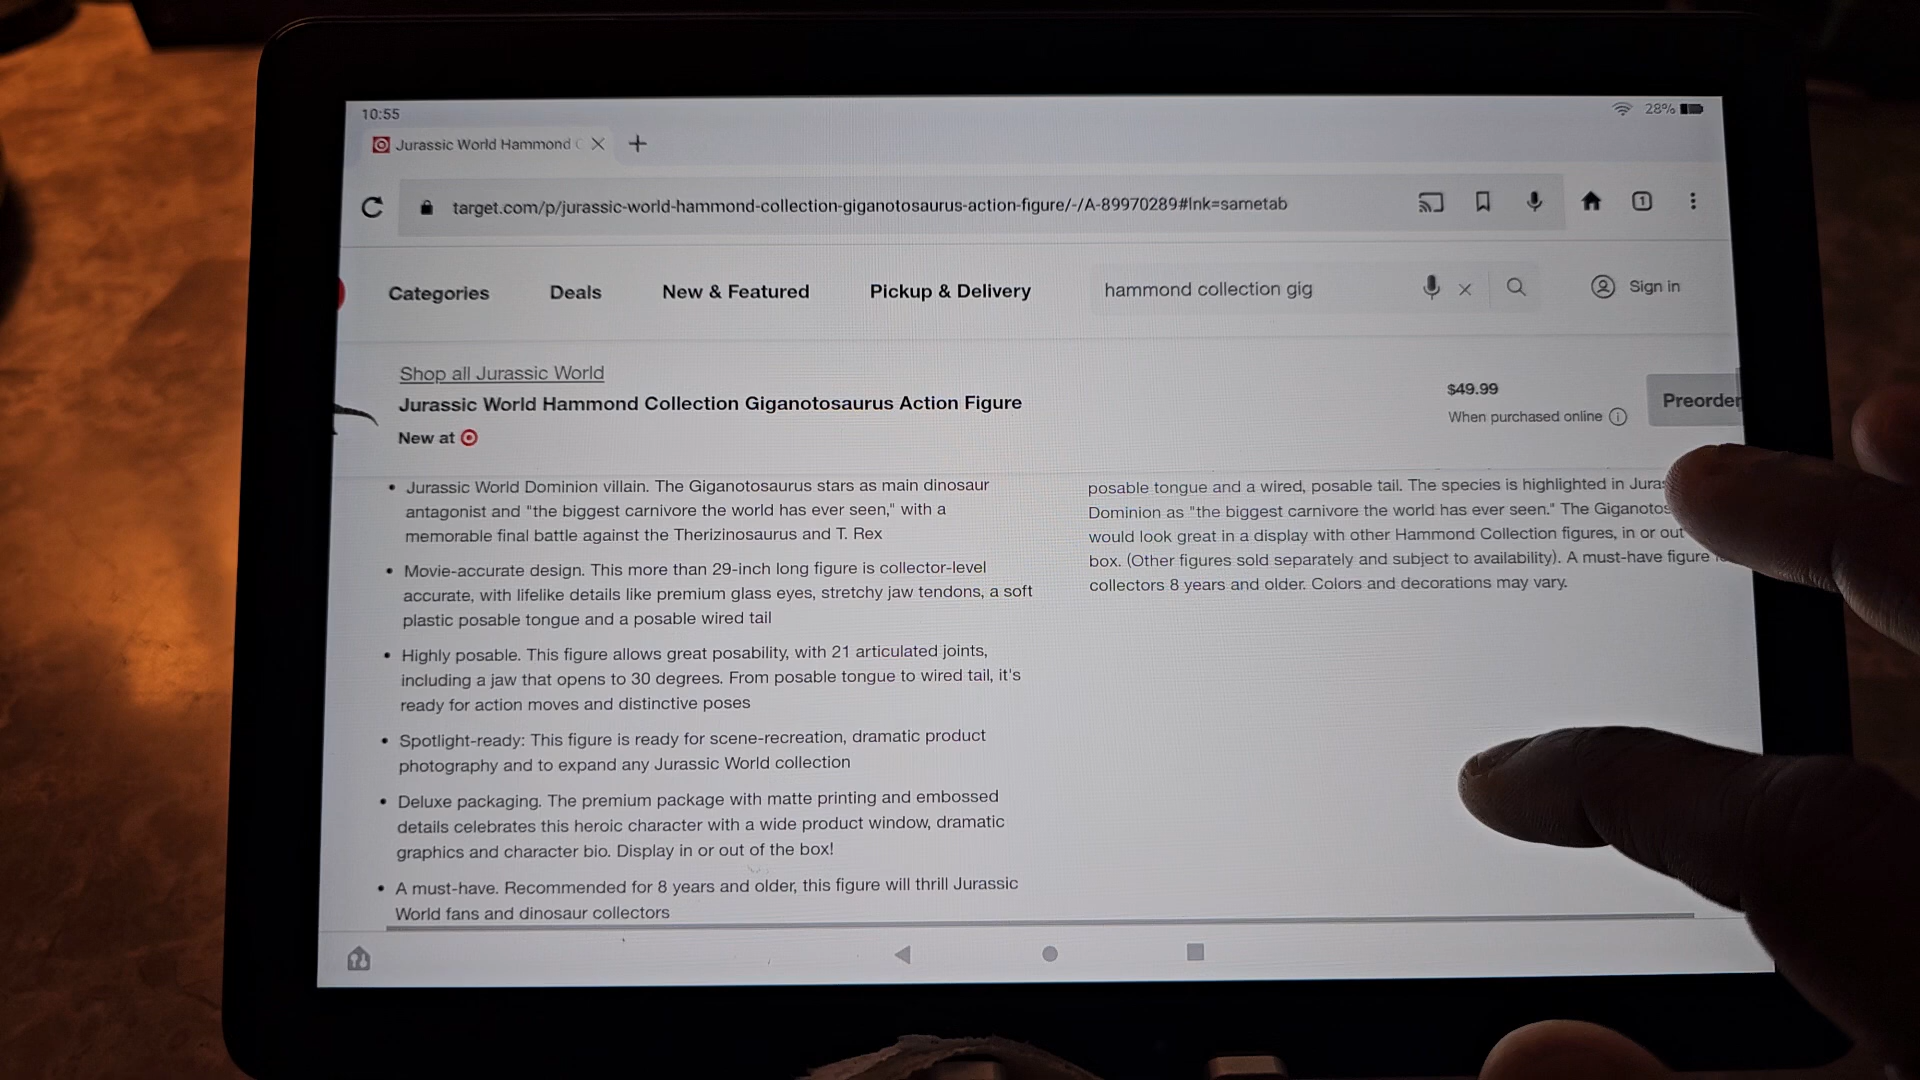 10:55
28%
Jurassic World Hammond
target.com/p/jurassic-world-hammond-collection-giganotosaurus-action-figure/-/A-89970289#lnk=sametab
1
Categories
Deals
New & Featured
Pickup & Delivery
hammond collection gig
Sign in
Shop all Jurassic World
Jurassic World Hammond Collection Giganotosaurus Action Figure
New at
$49.99
When purchased online
Preorder
• Jurassic World Dominion villain. The Giganotosaurus stars as main dinosaur
antagonist and "the biggest carnivore the world has ever seen," with a
memorable final battle against the Therizinosaurus and T. Rex
• Movie-accurate design. This more than 29-inch long figure is collector-level
accurate, with lifelike details like premium glass eyes, stretchy jaw tendons, a soft
plastic posable tongue and a posable wired tail
• Highly posable. This figure allows great posability, with 21 articulated joints,
including a jaw that opens to 30 degrees. From posable tongue to wired tail, it's
ready for action moves and distinctive poses
• Spotlight-ready: This figure is ready for scene-recreation, dramatic product
photography and to expand any Jurassic World collection
• Deluxe packaging. The premium package with matte printing and embossed
details celebrates this heroic character with a wide product window, dramatic
graphics and character bio. Display in or out of the box!
• A must-have. Recommended for 8 years and older, this figure will thrill Jurassic
World fans and dinosaur collectors
posable tongue and a wired, posable tail. The species is highlighted in Juras
Dominion as "the biggest carnivore the world has ever seen." The Giganotos
would look great in a display with other Hammond Collection figures, in or out
box. (Other figures sold separately and subject to availability). A must-have figure
collectors 8 years and older. Colors and decorations may vary.